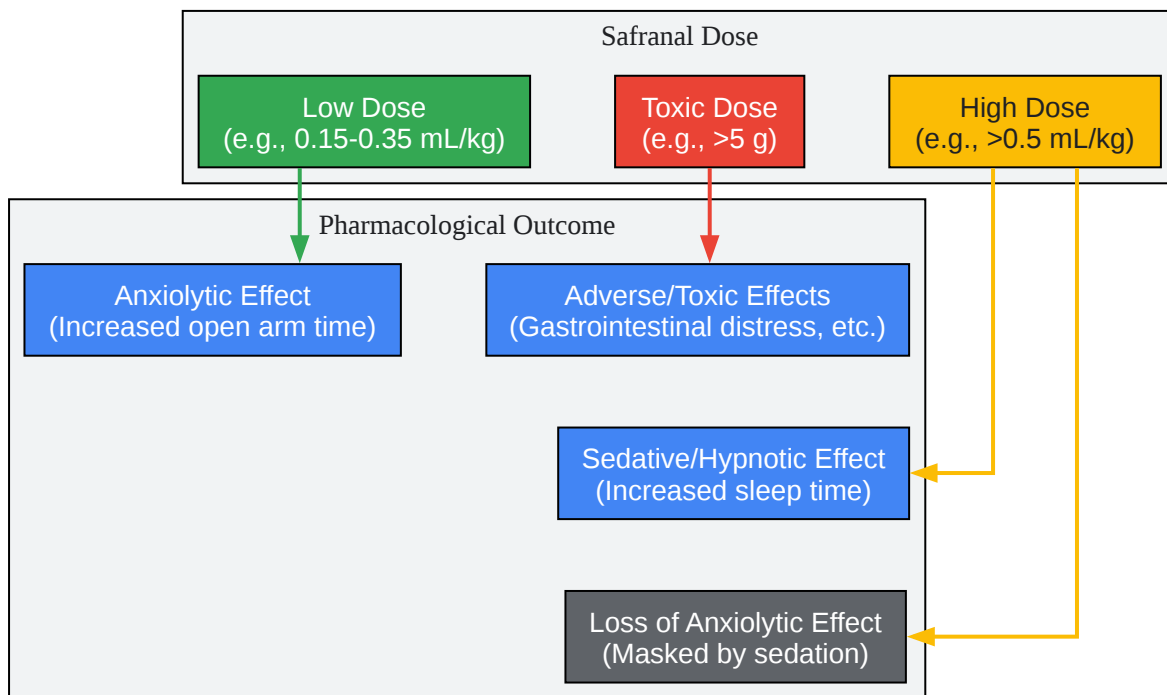 Safranal Dose
Low Dose
(e.g., 0.15-0.35 mL/kg)
Toxic Dose
(e.g., >5 g)
High Dose
(e.g., >0.5 mL/kg)
Pharmacological Outcome
Anxiolytic Effect
(Increased open arm time)
Adverse/Toxic Effects
(Gastrointestinal distress, etc.)
Sedative/Hypnotic Effect
(Increased sleep time)
Loss of Anxiolytic Effect
(Masked by sedation)